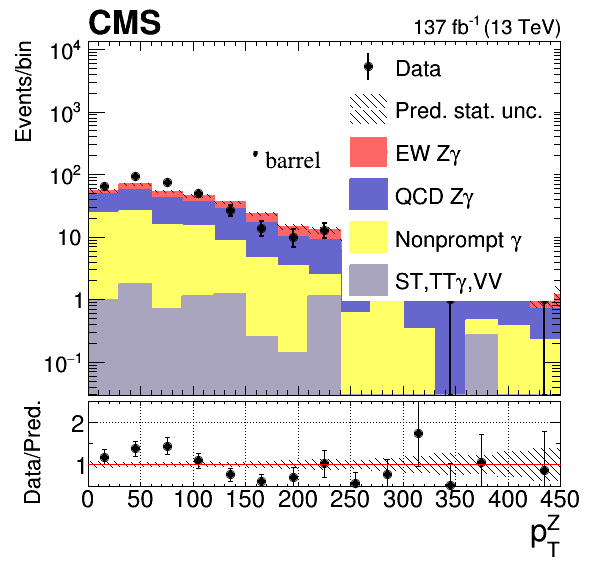 CMS
137 fb⁻¹ (13 TeV)
Events/bin
10⁴
10³
10²
10
1
10⁻¹
Data
Pred. stat. unc.
EW Zγ
QCD Zγ
Nonprompt γ
ST,TTγ,VV
barrel
Data/Pred.
2
1
0 50 100 150 200 250 300 350 400 450
p_T^Z